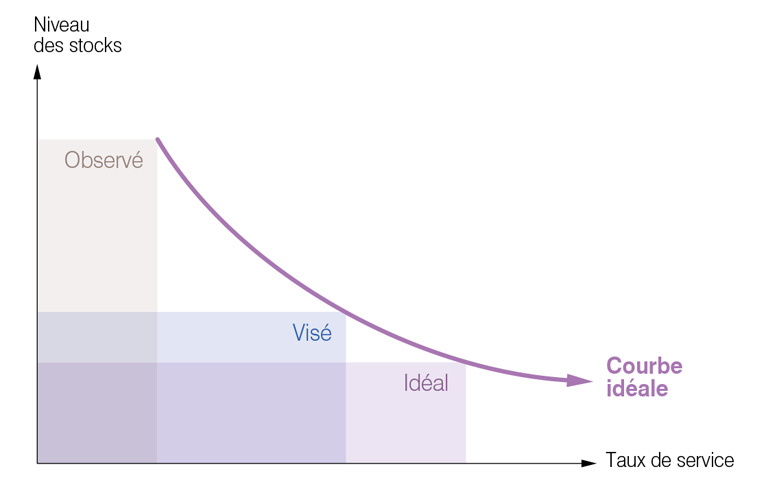 Niveau
des stocks
Observé
Visé
Idéal
Courbe
idéale
Taux de service